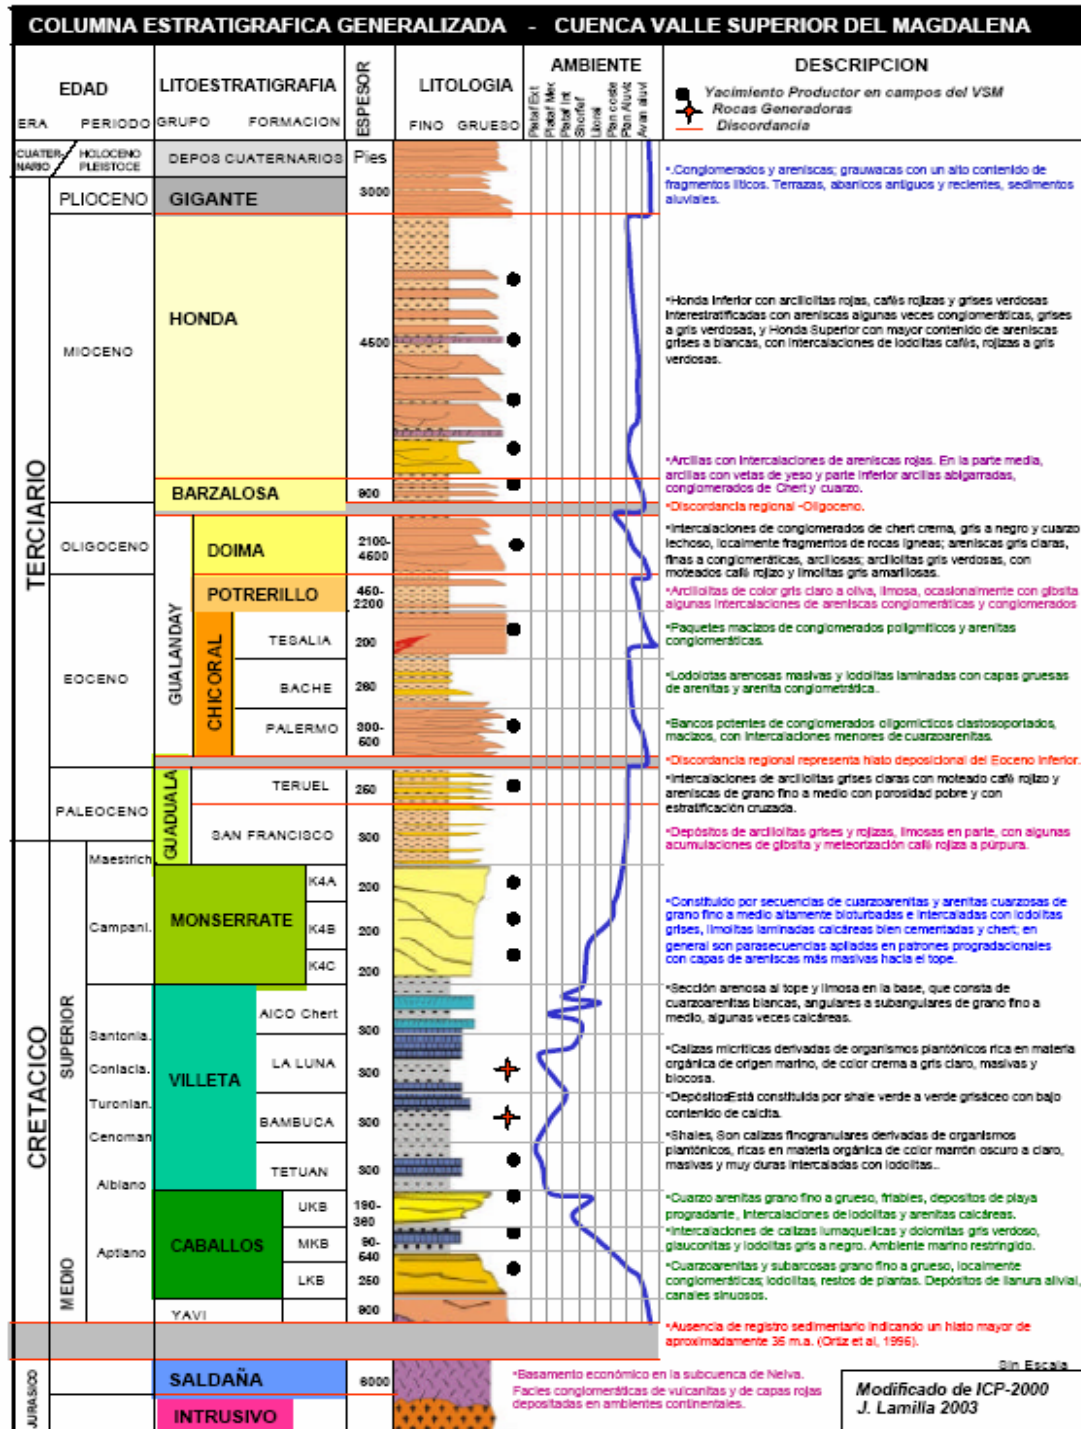 COLUMNA ESTRATIGRAFICA GENERALIZADA - CUENCA VALLE SUPERIOR DEL MAGDALENA
EDAD
LITOESTRATIGRAFIA
ESPESOR
LITOLOGIA
AMBIENTE
DESCRIPCION
ERA PERIODO GRUPO FORMACION
FINO GRUESO
Plataf Ext
Plataf Med
Plataf Int
Litoral
Plan coste
Plan Aluvia
Avan aluvi
Yacimiento Productor en campos del VSM
Rocas Generadoras
Discordancia
CUATER-NARIO
HOLOCENO
PLEISTOCE
DEPOS CUATERNARIOS
Pies
PLIOCENO
GIGANTE
3000
•.Conglomerados y areniscas; grauwacas con un alto contenido de
fragmentos líticos. Terrazas, abanicos antiguos y recientes, sedimentos
aluviales.
TERCIARIO
MIOCENO
HONDA
4500
•Honda Inferior con arcillolitas rojas, cafés rojizas y grises verdosas
Interestratificadas con areniscas algunas veces conglomeráticas, grises
a gris verdosas, y Honda Superior con mayor contenido de areniscas
grises a blancas, con Intercalaciones de lodolitas cafés, rojizas a gris
verdosas.
BARZALOSA
900
•Arcillas con Intercalaciones de areniscas rojas. En la parte media,
arcillas con vetas de yeso y parte Inferior arcillas abigarradas,
conglomerados de Chert y cuarzo.
•Discordancia regional -Oligoceno.
OLIGOCENO
DOIMA
2100-
4600
•Intercalaciones de conglomerados de chert crema, gris a negro y cuarzo
lechoso, localmente fragmentos de rocas igneas; areniscas gris claras,
finas a conglomeráticas, arcillosas; arcillolitas gris verdosas, con
moteados café rojizo y limolitas gris amarillosas.
GUALANDAY
POTRERILLO
460-
2200
•Arcillolitas de color gris claro a oliva, limosa, ocasionalmente con gibsita
algunas Intercalaciones de areniscas conglomeráticas y conglomerados
EOCENO
CHICORAL
TESALIA
200
•Paquetes macizos de conglomerados poligmíticos y arenitas
conglomeráticas.
BACHE
260
•Lodolotas arenosas masivas y lodolitas laminadas con capas gruesas
de arenitas y arenita conglometrática..
PALERMO
300-
600
•Bancos potentes de conglomerados oligomícticos clastosoportados,
macizos, con Intercalaciones menores de cuarzoarenitas.
•Discordancia regional representa hiato deposicional del Eoceno Inferior.
PALEOCENO
GUADUALA
TERUEL
250
•Intercalaciones de arcillolitas grises claras con moteado café rojizo y
areniscas de grano fino a medio con porosidad pobre y con
estratificación cruzada.
SAN FRANCISCO
300
•Depósitos de arcillolitas grises y rojizas, limosas en parte, con algunas
acumulaciones de gibsita y meteorización café rojiza a púrpura.
CRETACICO
SUPERIOR
Maestrich
Campani.
MONSERRATE
K4A
200
K4B
200
K4C
200
•Constituido por secuencias de cuarzoarenitas y arenitas cuarzosas de
grano fino a medio altamente bioturbadas e Intercaladas con lodolitas
grises, limolitas laminadas calcáreas bien cementadas y chert; en
general son parasecuencias apiladas en patrones progradacionales
con capas de areniscas más masivas hacia el tope.
Santonia.
VILLETA
AICO Chert
300
•Sección arenosa al tope y limosa en la base, que consta de
cuarzoarenitas blancas, angulares a subangulares de grano fino a
medio, algunas veces calcáreas.
Coniacia.
LA LUNA
300
•Calizas micríticas derivadas de organismos plantónicos rica en materia
orgánica de origen marino, de color crema a gris claro, masivas y
biocosa.
Turonian.
Cenoman
BAMBUCA
300
•DepósitosEstá constituida por shale verde a verde grisáceo con bajo
contenido de calcita.
Albiano
TETUAN
300
•Shales, Son calizas finogranulares derivadas de organismos
plantónicos, ricas en materia orgánica de color marrón oscuro a claro,
masivas y muy duras Intercaladas con lodolitas..
MEDIO
Aptiano
CABALLOS
UKB
190-
360
•Cuarzo arenitas grano fino a grueso, friables, depositos de playa
progradante, Intercalaciones de lodolitas y arenitas calcáreas.
MKB
90-
640
•Intercalaciones de calizas lumaquelicas y dolomitas gris verdoso,
glauconitas y lodolitas gris a negro. Ambiente marino restringido.
LKB
250
•Cuarzoarenitas y subarcosas grano fino a grueso, localmente
conglomeráticas; lodolitas, restos de plantas. Depósitos de llanura alivial,
canales sinuosos.
YAVI
900
•Ausencia de registro sedimentario Indicando un hiato mayor de
aproximadamente 35 m.a. (Ortiz et al, 1996).
Sin Escala
JURASICO
SALDAÑA
6000
•Basamento económico en la subcuenca de Neiva.
Facies conglomeráticas de vulcanitas y de capas rojas
depositadas en ambientes continentales.
INTRUSIVO
Modificado de ICP-2000
J. Lamilla 2003